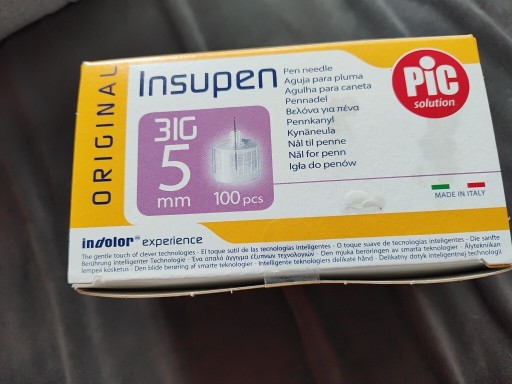 ORIGINAL
Insupen
31G
5
mm
100 pcs
Pen needle
Aguja para pluma
Agulha para caneta
Pennadel
Βελόνα για πένα
Pennkanyl
Kynäneula
Nål til penne
Nål for penn
Igła do penów
PiC
solution
MADE IN ITALY
indolor® experience
The gentle touch of clever technologies - El toque sutil de las tecnologías inteligentes - O toque suave de tecnologias inteligentes - Die sanfte
Berührung intelligenter Technologie - Ένα απαλό άγγιγμα έξυπνων τεχνολογιών - Den mjuka beröringen av smarta teknologier - Älytekniikan
lempeä kosketus - Den blide berøring af smarte teknologier - Intelligente teknologiers delikate hånd - Delikatny dotyk inteligentnej technologii